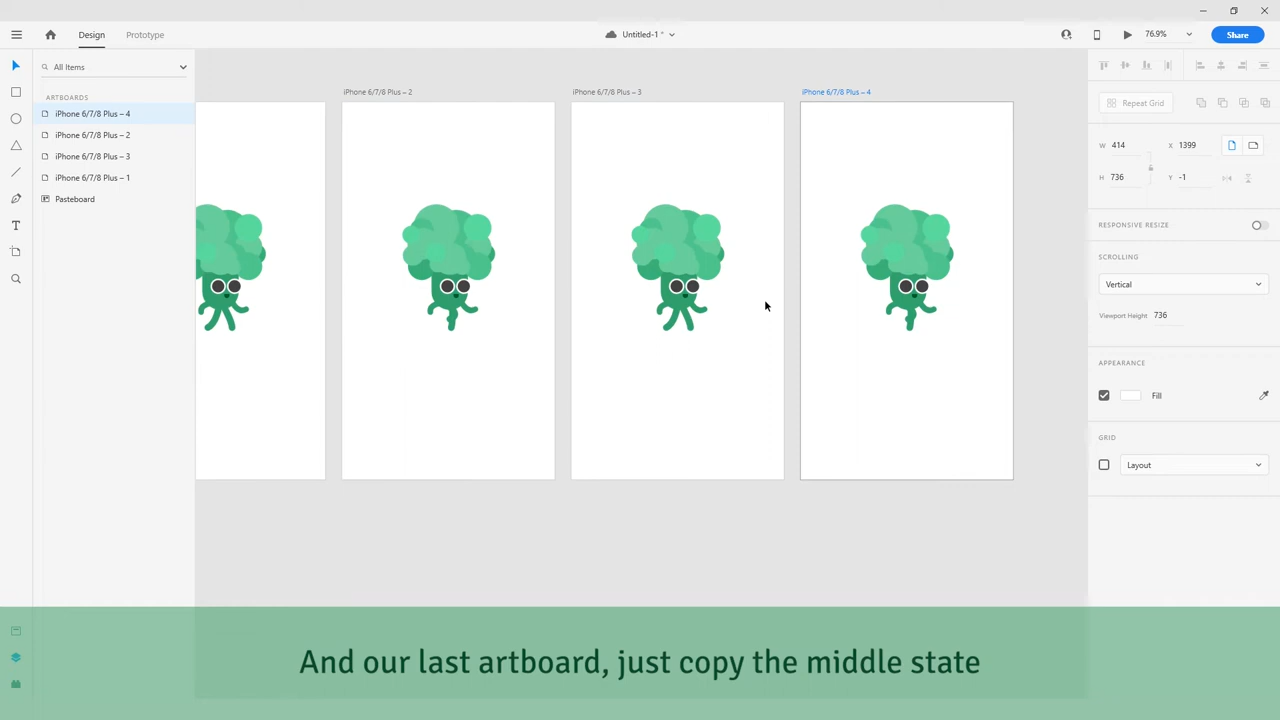 Design
Prototype
Untitled-1 *
76.9%
Share
All Items
ARTBOARDS
iPhone 6/7/8 Plus – 4
iPhone 6/7/8 Plus – 2
iPhone 6/7/8 Plus – 3
iPhone 6/7/8 Plus – 1
Pasteboard
iPhone 6/7/8 Plus – 2
iPhone 6/7/8 Plus – 3
iPhone 6/7/8 Plus – 4
Repeat Grid
W 414 X 1399
H 736 Y -1
RESPONSIVE RESIZE
SCROLLING
Vertical
Viewport Height 736
APPEARANCE
Fill
GRID
Layout
And our last artboard, just copy the middle state